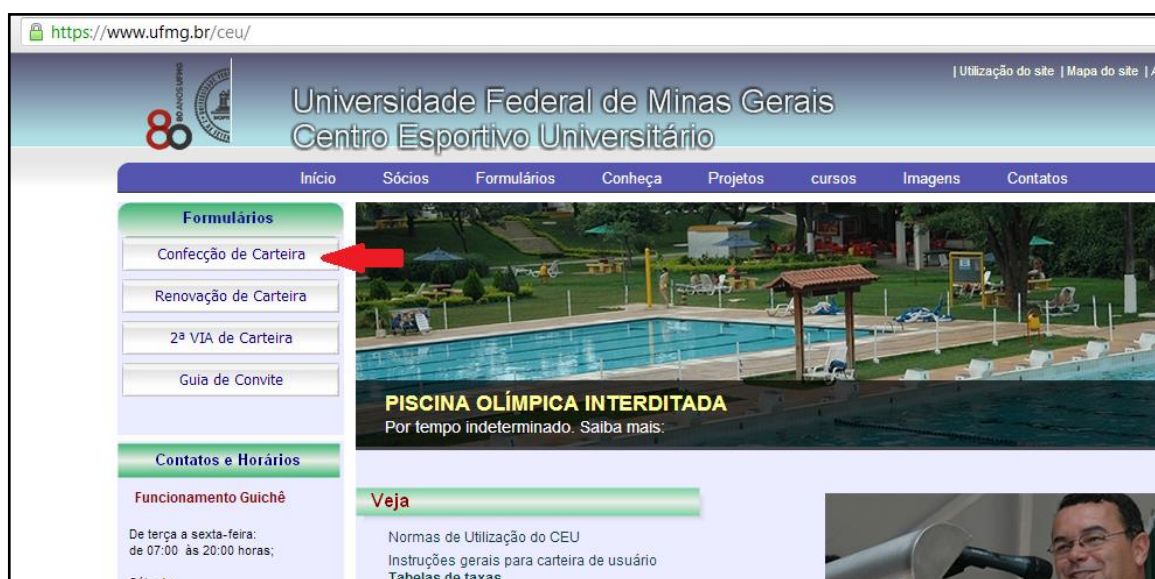 https://www.ufmg.br/ceu/
| Utilização do site | Mapa do site |
80 ANOS UFMG
Universidade Federal de Minas Gerais
Centro Esportivo Universitário
Início Sócios Formulários Conheça Projetos cursos Imagens Contatos
Formulários
Confecção de Carteira
Renovação de Carteira
2ª VIA de Carteira
Guia de Convite
PISCINA OLÍMPICA INTERDITADA
Por tempo indeterminado. Saiba mais:
Contatos e Horários
Funcionamento Guichê
De terça a sexta-feira:
de 07:00 às 20:00 horas;
Veja
Normas de Utilização do CEU
Instruções gerais para carteira de usuário
Tabelas de taxas